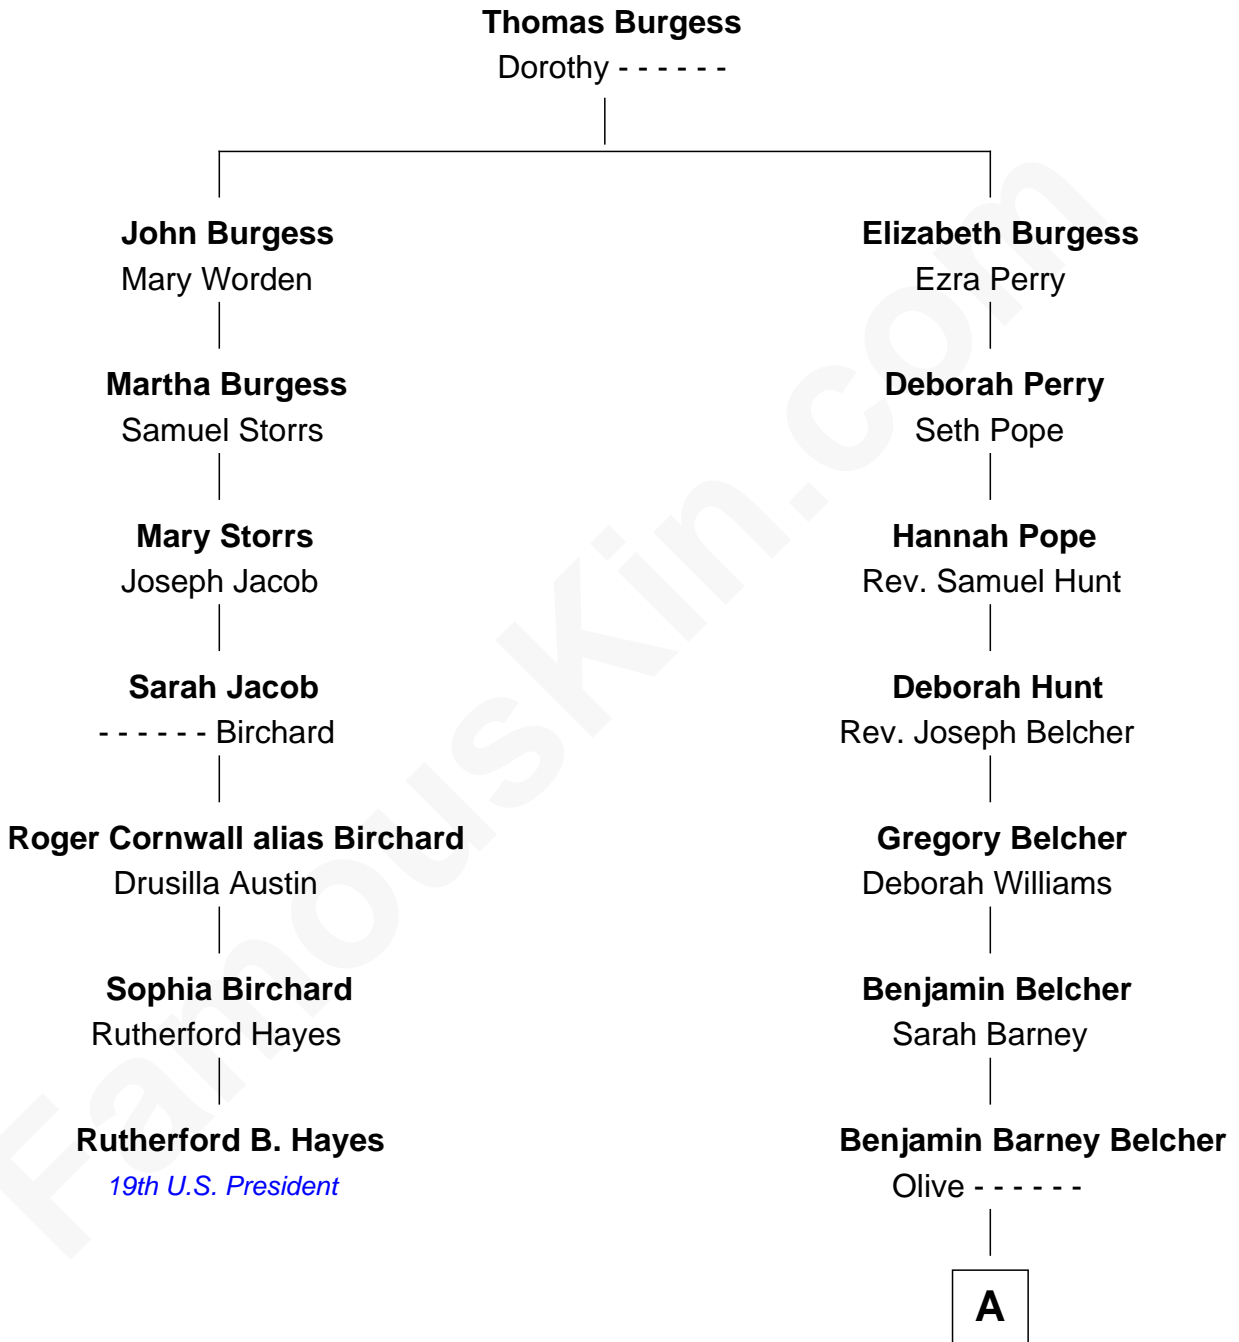 Thomas Burgess
Dorothy - - - - - -
John Burgess
Mary Worden
Elizabeth Burgess
Ezra Perry
Martha Burgess
Samuel Storrs
Deborah Perry
Seth Pope
Mary Storrs
Joseph Jacob
Hannah Pope
Rev. Samuel Hunt
Sarah Jacob
- - - - - - Birchard
Deborah Hunt
Rev. Joseph Belcher
Roger Cornwall alias Birchard
Drusilla Austin
Gregory Belcher
Deborah Williams
Sophia Birchard
Rutherford Hayes
Benjamin Belcher
Sarah Barney
Rutherford B. Hayes
19th U.S. President
Benjamin Barney Belcher
Olive - - - - - -
A
FamousKin.com